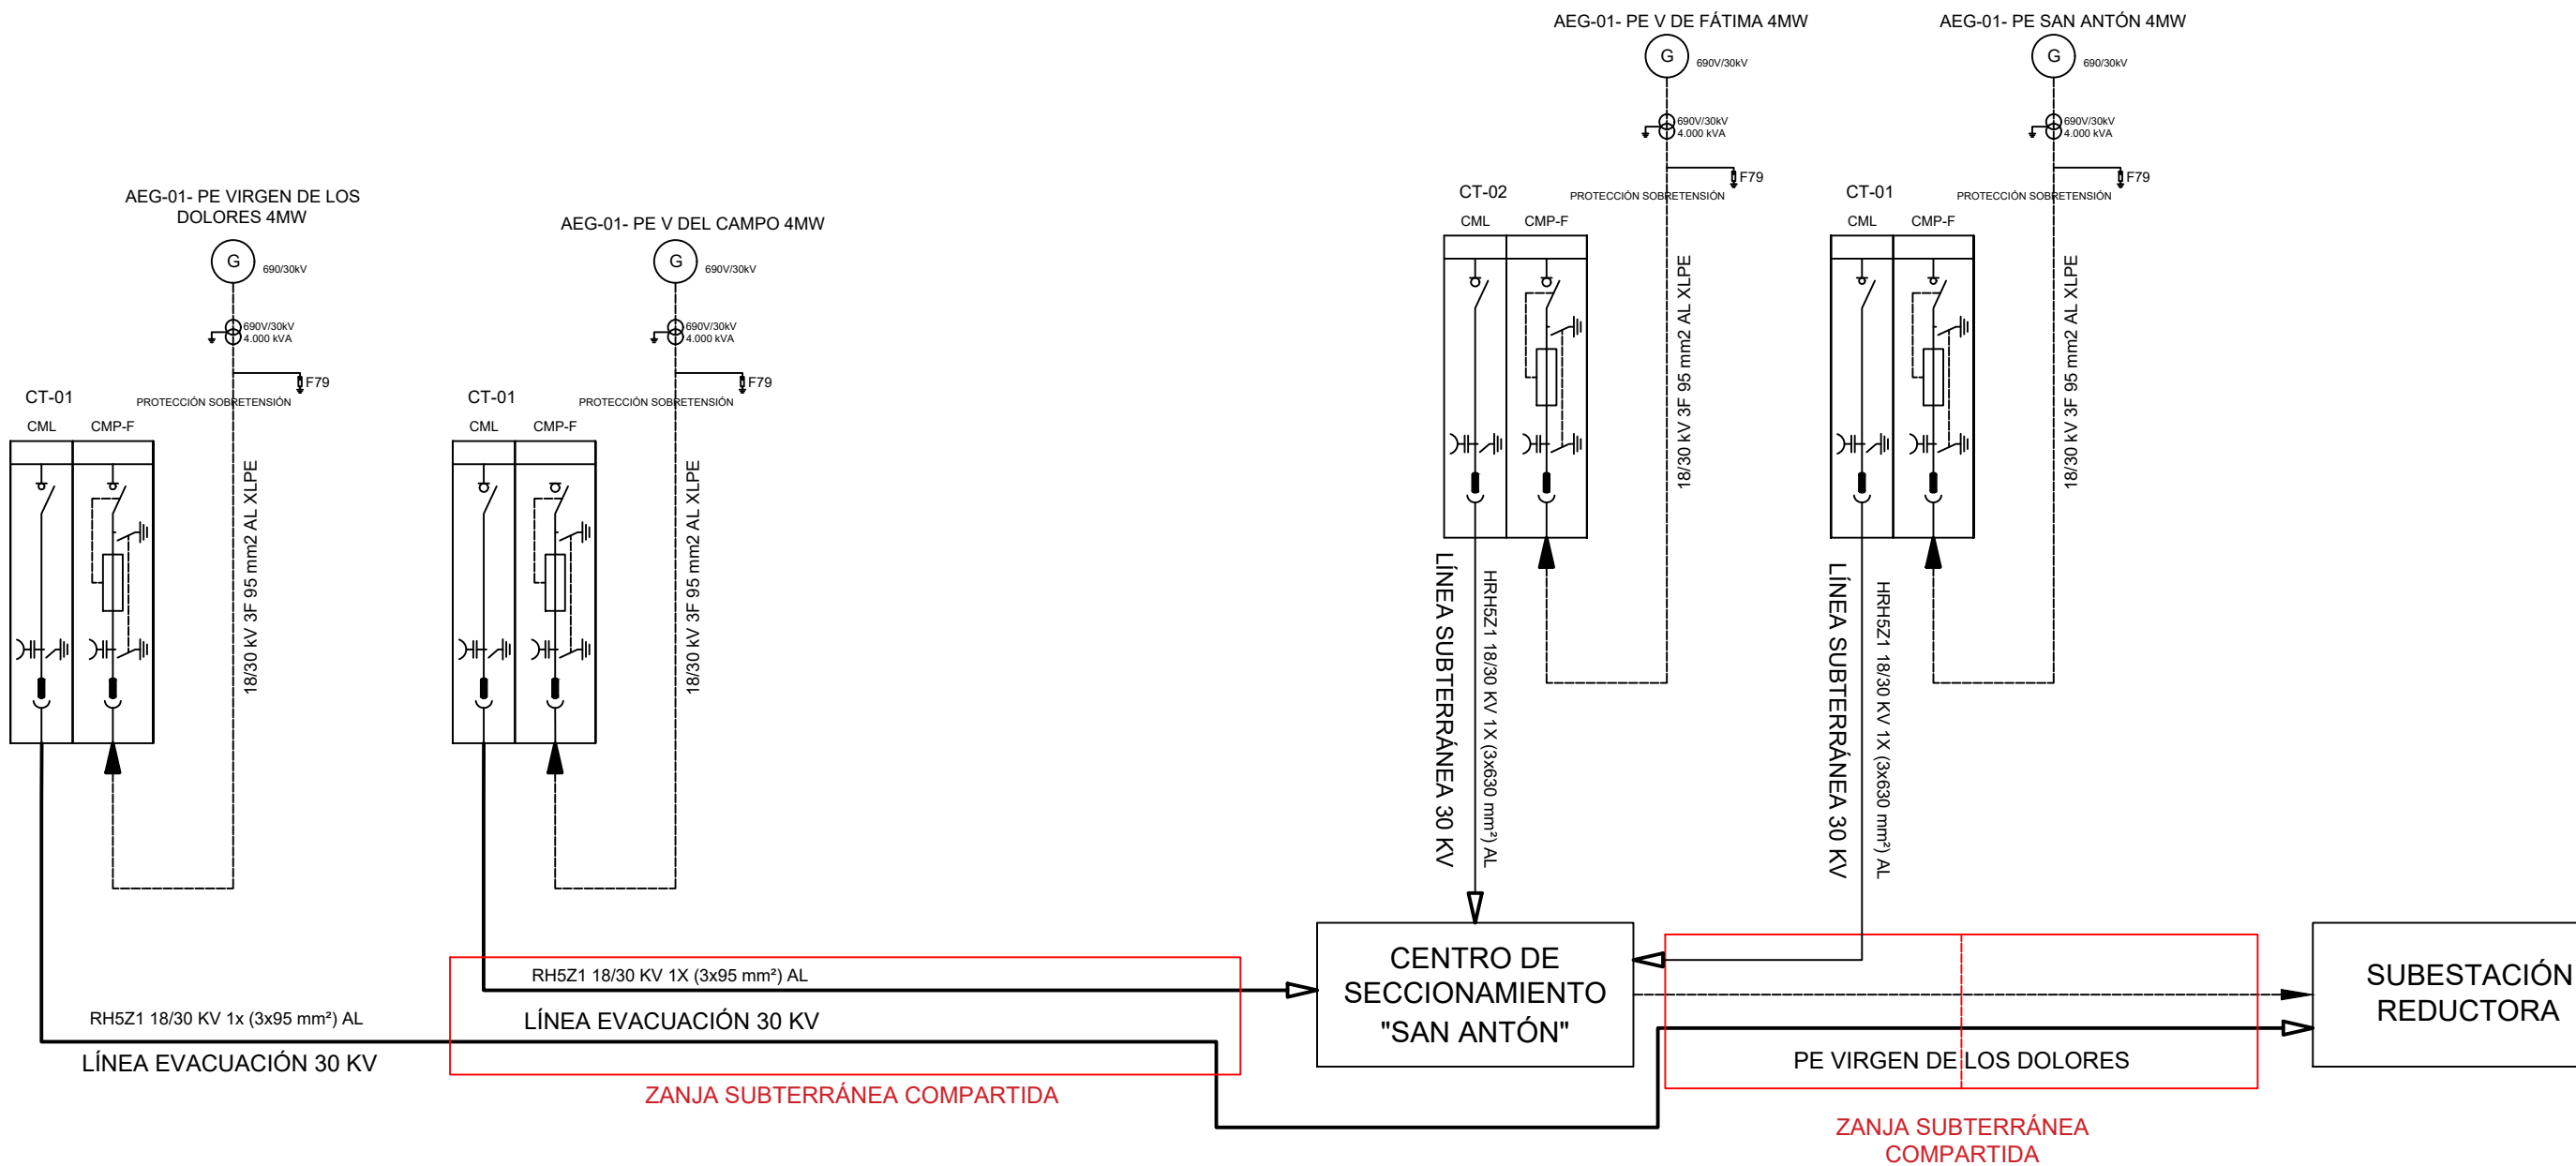 AEG-01- PE VIRGEN DE LOS
DOLORES 4MW
G
690/30kV
690V/30kV
4.000 kVA
F79
PROTECCIÓN SOBRETENSIÓN
CT-01
CML
CMP-F
18/30 kV 3F 95 mm2 AL XLPE
AEG-01- PE V DEL CAMPO 4MW
G
690V/30kV
690V/30kV
4.000 kVA
F79
PROTECCIÓN SOBRETENSIÓN
CT-01
CML
CMP-F
18/30 kV 3F 95 mm2 AL XLPE
AEG-01- PE V DE FÁTIMA 4MW
G
690V/30kV
690V/30kV
4.000 kVA
F79
PROTECCIÓN SOBRETENSIÓN
CT-02
CML
CMP-F
18/30 kV 3F 95 mm2 AL XLPE
LÍNEA SUBTERRÁNEA 30 KV
HRH5Z1 18/30 KV 1X (3x630 mm²) AL
AEG-01- PE SAN ANTÓN 4MW
G
690/30kV
690V/30kV
4.000 kVA
F79
PROTECCIÓN SOBRETENSIÓN
CT-01
CML
CMP-F
18/30 kV 3F 95 mm2 AL XLPE
LÍNEA SUBTERRÁNEA 30 KV
HRH5Z1 18/30 KV 1X (3x630 mm²) AL
RH5Z1 18/30 KV 1X (3x95 mm²) AL
LÍNEA EVACUACIÓN 30 KV
RH5Z1 18/30 KV 1x (3x95 mm²) AL
LÍNEA EVACUACIÓN 30 KV
ZANJA SUBTERRÁNEA COMPARTIDA
CENTRO DE
SECCIONAMIENTO
"SAN ANTÓN"
PE VIRGEN DE LOS DOLORES
ZANJA SUBTERRÁNEA
COMPARTIDA
SUBESTACIÓN
REDUCTORA